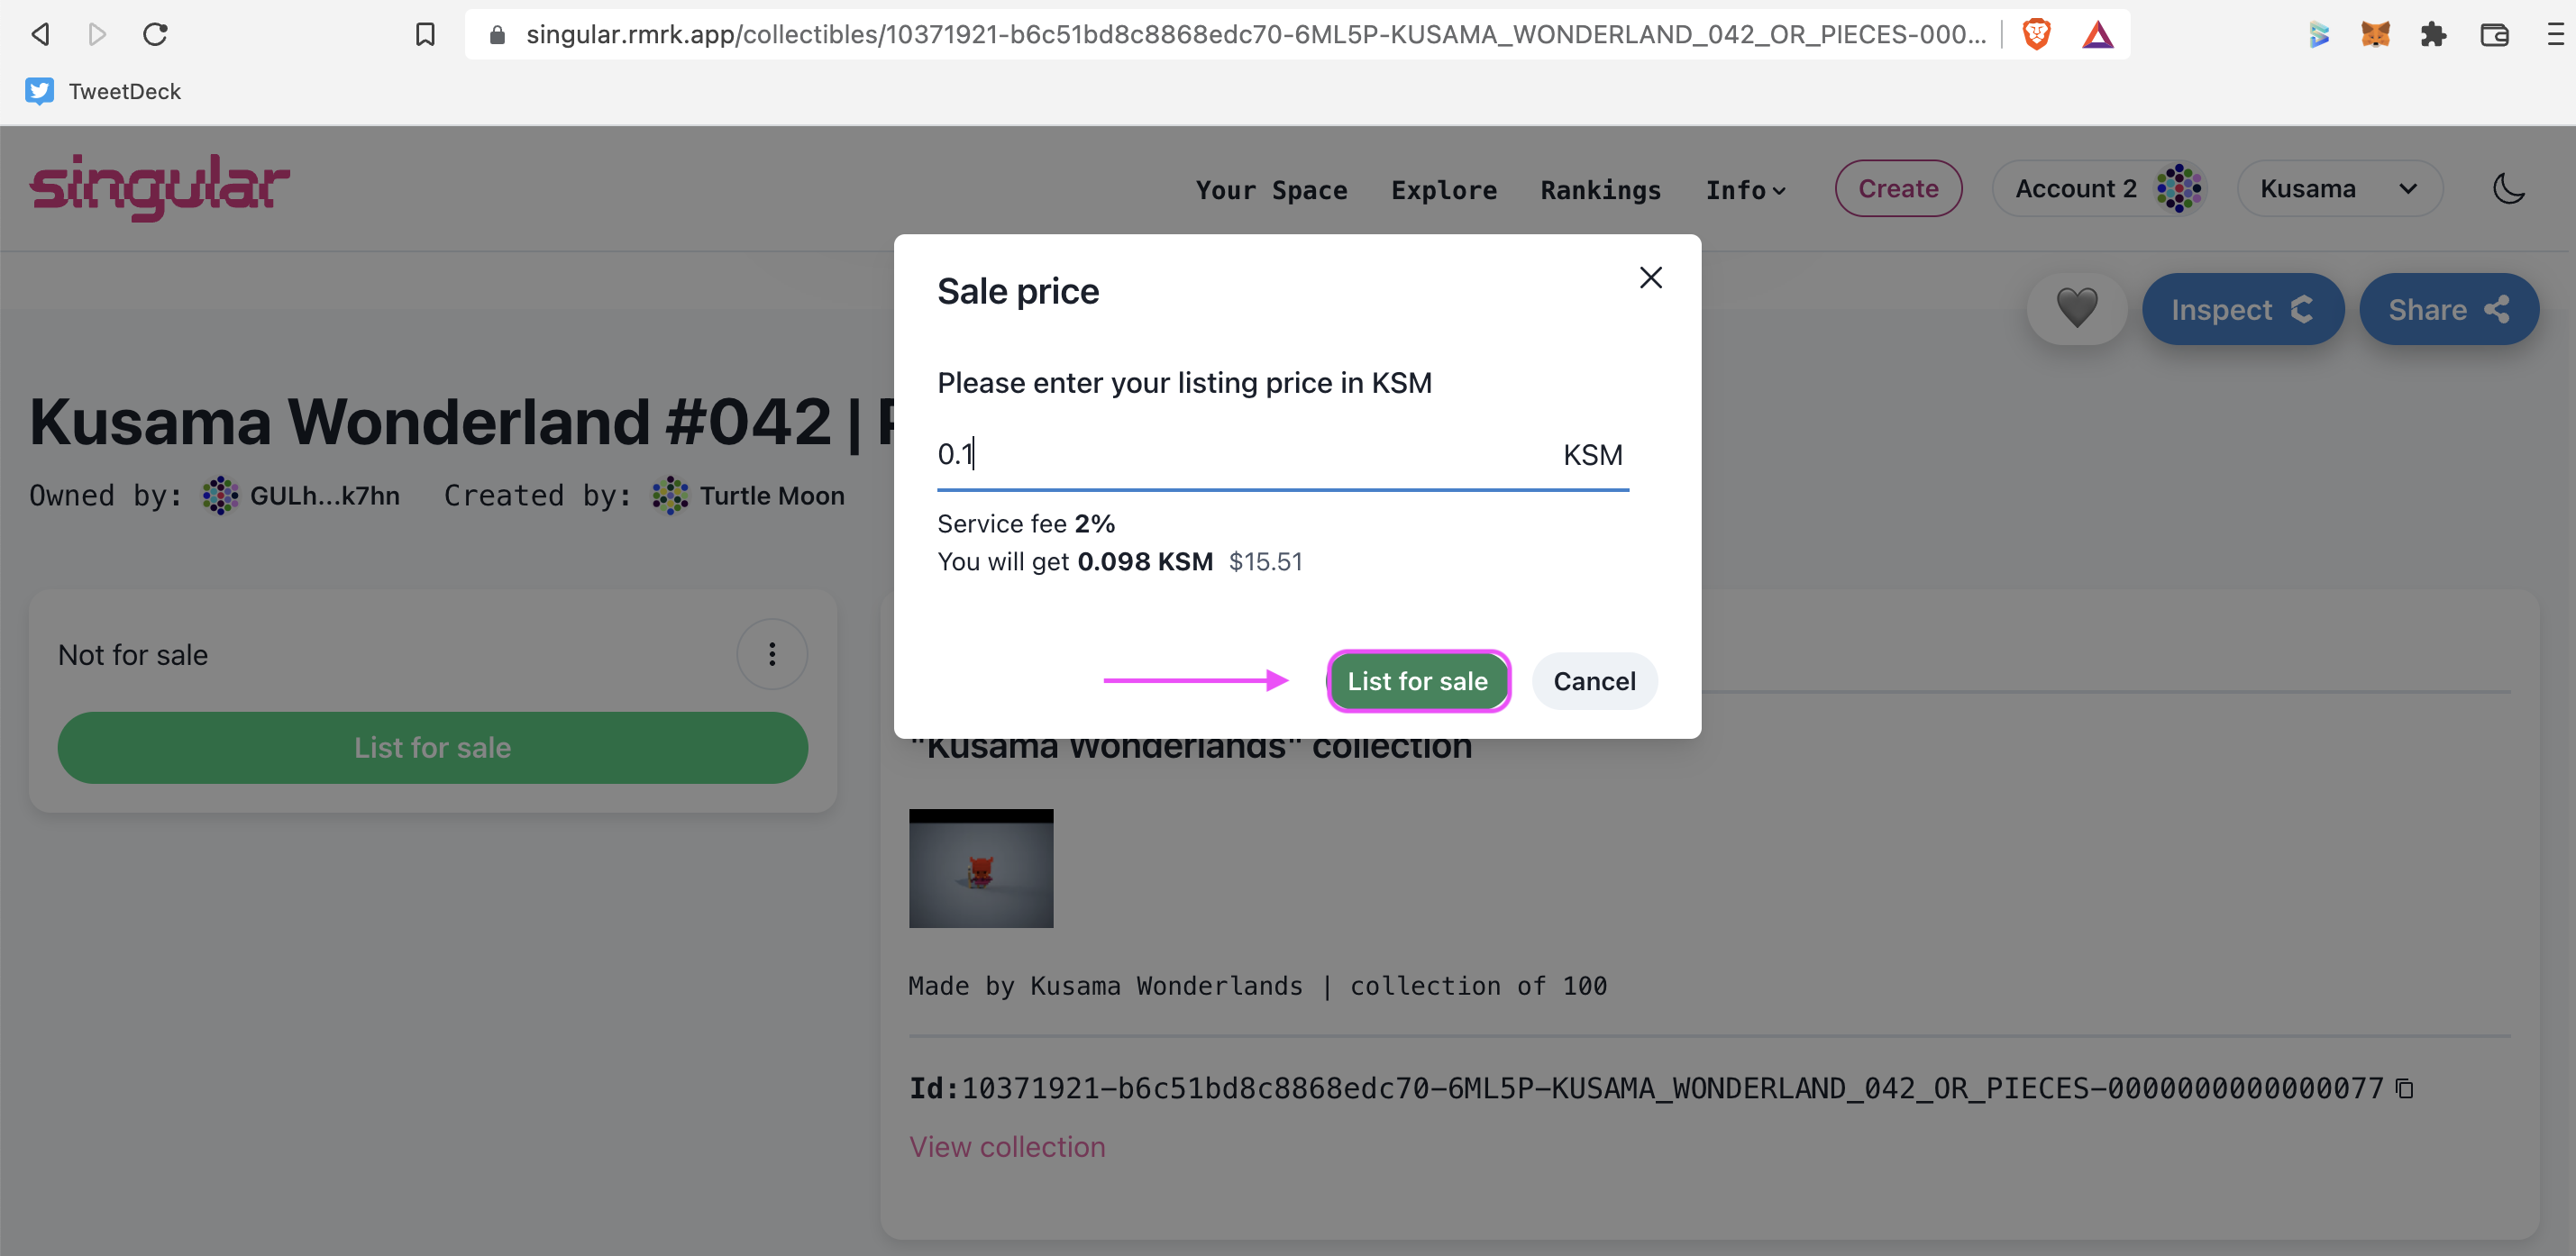 singular.rmrk.app/collectibles/10371921-b6c51bd8c8868edc70-6ML5P-KUSAMA_WONDERLAND_042_OR_PIECES-000...
TweetDeck
singular
Your Space Explore Rankings Info Create Account 2 Kusama
Inspect Share
Sale price
Please enter your listing price in KSM
0.1 KSM
Service fee 2%
You will get 0.098 KSM $15.51
List for sale Cancel
Kusama Wonderland #042 |
Owned by: GULh...k7hn Created by: Turtle Moon
Not for sale
List for sale
"Kusama Wonderlands" collection
Made by Kusama Wonderlands | collection of 100
Id:10371921-b6c51bd8c8868edc70-6ML5P-KUSAMA_WONDERLAND_042_OR_PIECES-0000000000000077
View collection